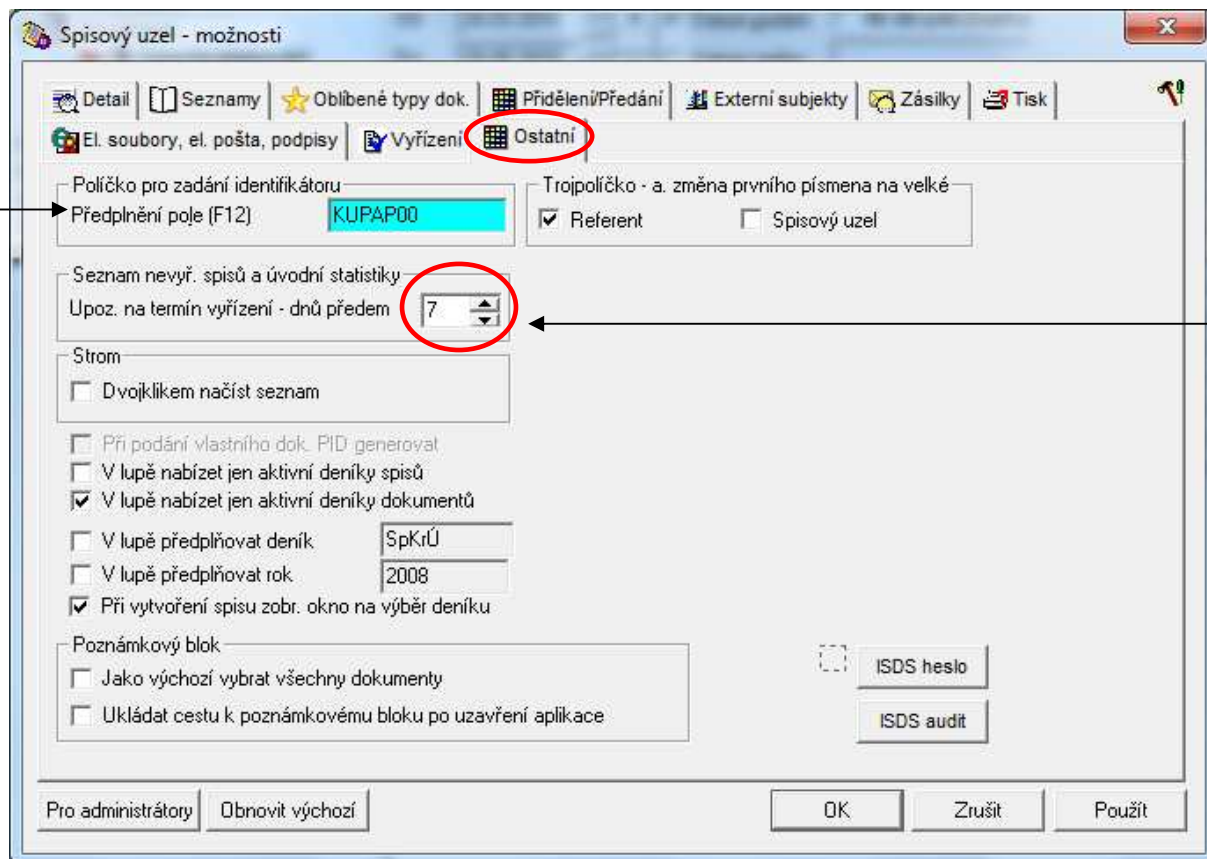 Spisový uzel - možnosti
Detail Seznamy Oblíbené typy dok. Přidělení/Předání Externí subjekty Zásilky Tisk
El. soubory, el. pošta, podpisy Vyřízení Ostatní
Políčko pro zadání identifikátoru Trojpolíčko - a. změna prvního písmena na velké
Předplnění pole (F12) KUPAP00 Referent Spisový uzel
Seznam nevyř. spisů a úvodní statistiky
Upoz. na termín vyřízení - dnů předem 7
Strom
Dvojklikem načíst seznam
Při podání vlastního dok. PID generovat
V lupě nabízet jen aktivní deníky spisů
V lupě nabízet jen aktivní deníky dokumentů
V lupě předplňovat deník SpKrÚ
V lupě předplňovat rok 2008
Při vytvoření spisu zobr. okno na výběr deníku
Poznámkový blok
Jako výchozí vybrat všechny dokumenty ISDS heslo
Ukládat cestu k poznámkovému bloku po uzavření aplikace ISDS audit
Pro administrátory Obnovit výchozí OK Zrušit Použít